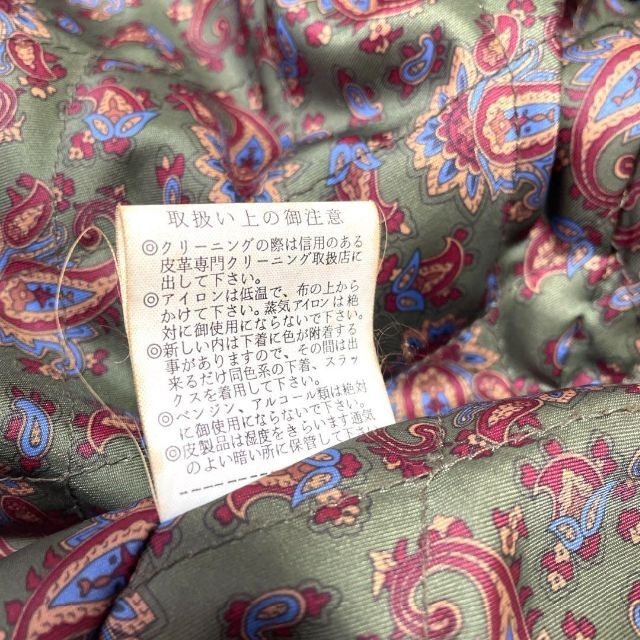 取扱い上の御注意
◎クリーニングの際は信用のある
皮革専門クリーニング取扱店に
出して下さい。
◎アイロンは低温で、布の上から
かけて下さい。蒸気アイロンは絶
対に御使用にならないで下さい。
◎新しい内は下着に色が附着する
事がありますので、その間は出
来るだけ同色系の下着、スラッ
クスを着用して下さい。
◎ベンジン、アルコール類は絶対
に御使用にならないで下さい。
◎皮製品は湿度をきらいます通気
のよい暗い所に保管して下さい